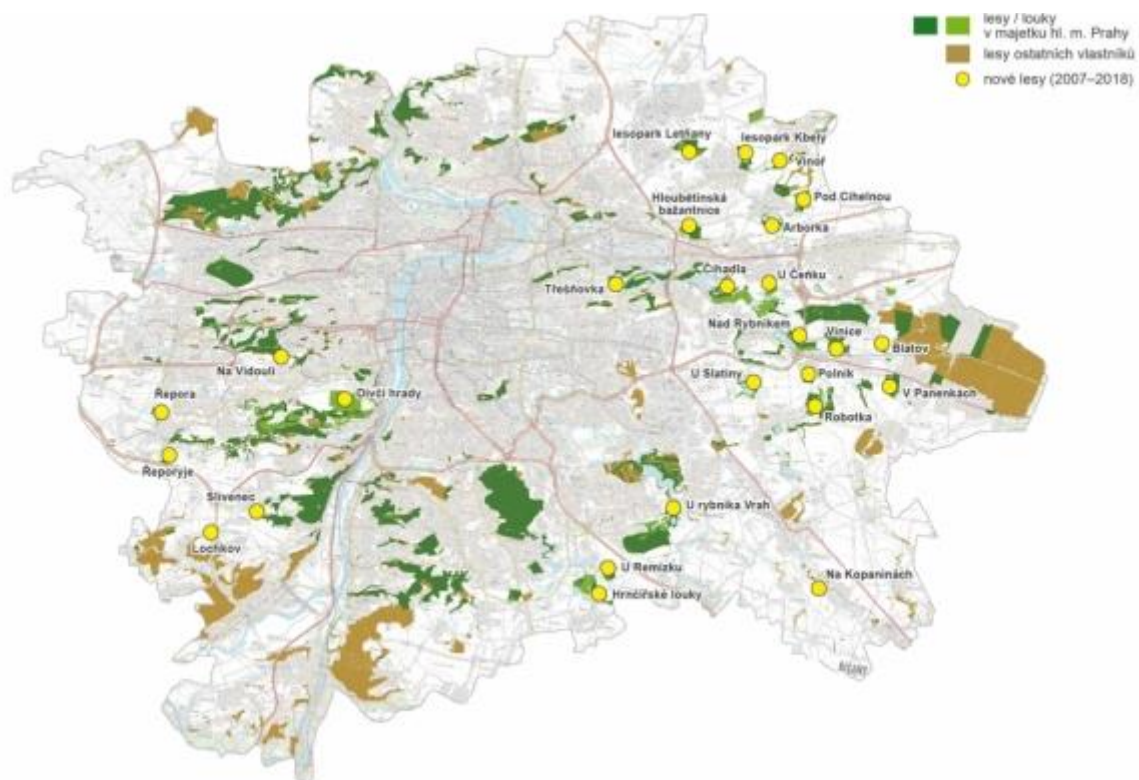 lesy / louky
v majetku hl. m. Prahy
lesy ostatních vlastníků
nové lesy (2007–2018)
lesopark Letňany
lesopark Kbely
Vinoř
Pod Cihelnou
Hloubětínská
bažantnice
Arborka
Třešňovka
Čihadla
U Čeňku
Nad Rybníkem
Vinice
Blatov
Na Vidouli
U Slatiny
Polník
V Panenkách
Řepora
Divčí hrady
Robotka
Řeporyje
Slivenec
U rybníka Vrah
Lochkov
U Remízku
Na Kopaninách
Hrnčířské louky
ŘÍČANY